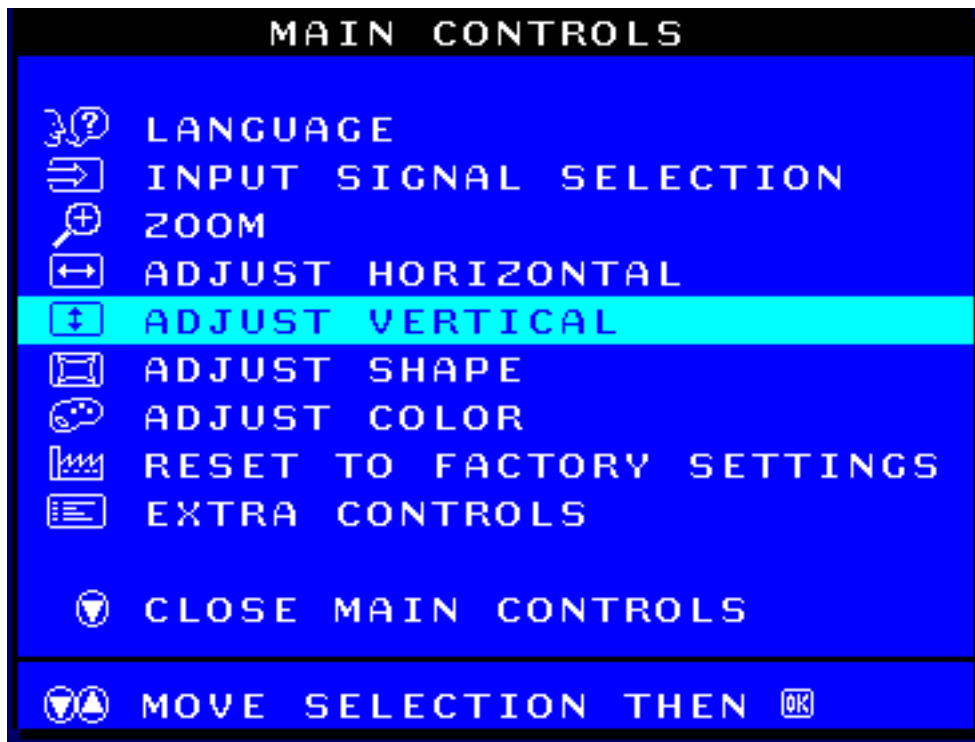 MAIN CONTROLS
LANGUAGE
INPUT SIGNAL SELECTION
ZOOM
ADJUST HORIZONTAL
ADJUST VERTICAL
ADJUST SHAPE
ADJUST COLOR
RESET TO FACTORY SETTINGS
EXTRA CONTROLS
CLOSE MAIN CONTROLS
MOVE SELECTION THEN OK